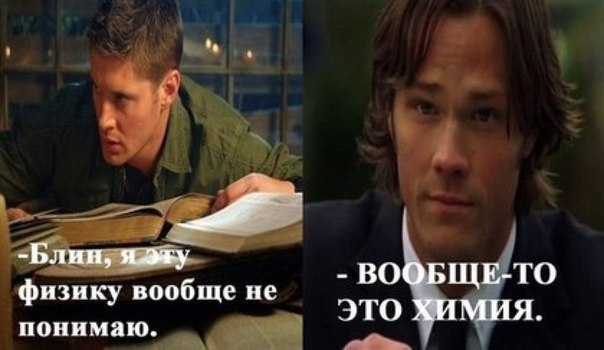 -Блин, я эту
физику вообще не
понимаю.
- ВООБЩЕ-ТО
ЭТО ХИМИЯ.